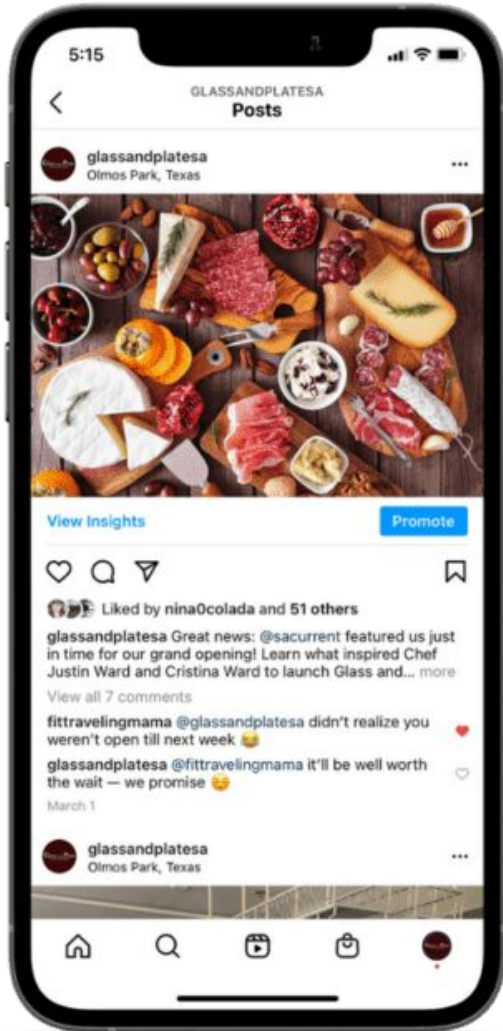 5:15
GLASSANDPLATESA
Posts
glassandplatesa
Olmos Park, Texas
View Insights
Promote
Liked by nina0colada and 51 others
glassandplatesa Great news: @sacurrent featured us just
in time for our grand opening! Learn what inspired Chef
Justin Ward and Cristina Ward to launch Glass and... more
View all 7 comments
fittravelingmama @glassandplatesa didn't realize you
weren't open till next week 😂
glassandplatesa @fittravelingmama it'll be well worth
the wait — we promise 😌
March 1
glassandplatesa
Olmos Park, Texas